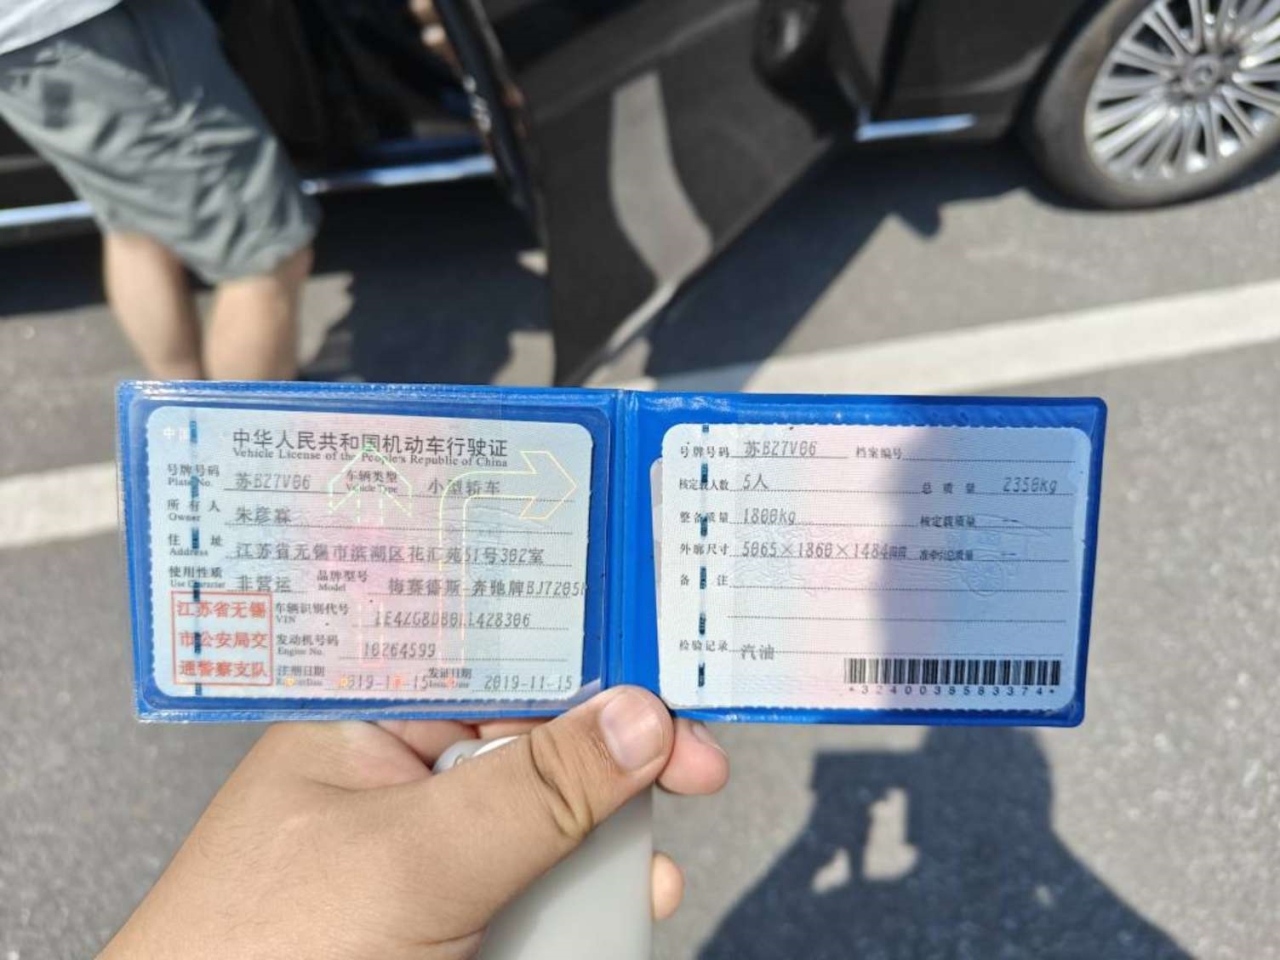 中华人民共和国机动车行驶证
Vehicle License of the People's Republic of China
号牌号码 苏BZ7V06 车辆类型 小型轿车
Plate No. Vehicle Type
所有人 朱彦霖
Owner
住址 江苏省无锡市滨湖区花汇苑51号302室
Address
使用性质 非营运 品牌型号 梅赛德斯-奔驰牌
Use Character Model
江苏省无锡
市公安局交
通警察支队
车辆识别代号
VIN
发动机号码 10264599
Engine No.
注册日期 发证日期 2019-11-15
Issue Date
号牌号码 苏BZ7V06 档案编号
核定载人数 5人 总质量 2350kg
整备质量 1800kg 核定载质量 --
外廓尺寸 5065×1860×1484mm 准牵引总质量 --
备注
检验记录 汽油
*3240038583374*